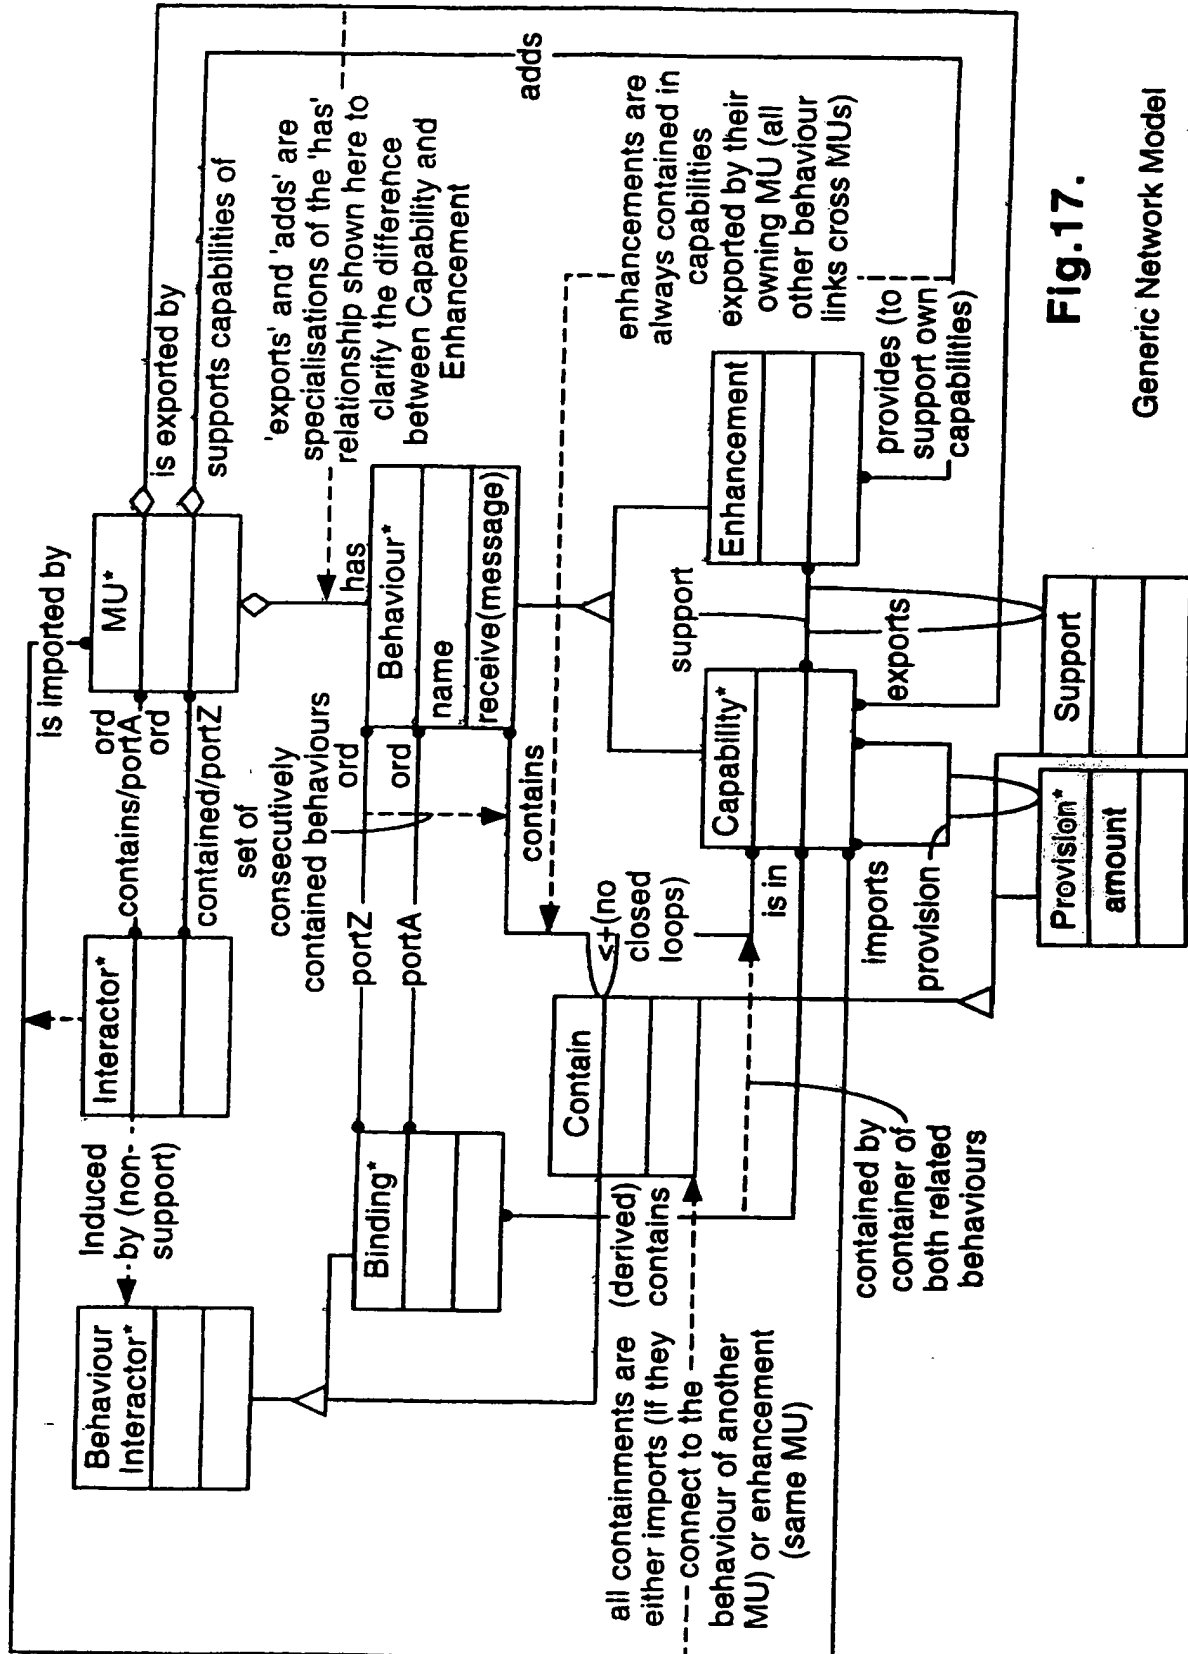 is imported by
MU*
ord
contains/portA
ord
contained/portZ
is exported by
supports capabilities of
adds
Interactor*
Induced
by (non-
support)
Behaviour
Interactor*
'exports' and 'adds' are
specialisations of the 'has'
relationship shown here to
clarify the difference
between Capability and
Enhancement
has
Behaviour*
name
receive(message)
set of
consecutively
contained behaviours
ord
ord
portZ
portA
Binding*
contains
enhancements are
always contained in
capabilities
exported by their
owning MU (all
other behaviour
links cross MUs)
provides (to
support own
capabilities)
Enhancement
support
Capability*
exports
is in
imports
provision
<+(no
closed
loops)
Contain
(derived)
contains
all containments are
either imports (if they
connect to the
behaviour of another
MU) or enhancement
(same MU)
contained by
container of
both related
behaviours
Support
Provision*
amount
Fig.17.
Generic Network Model